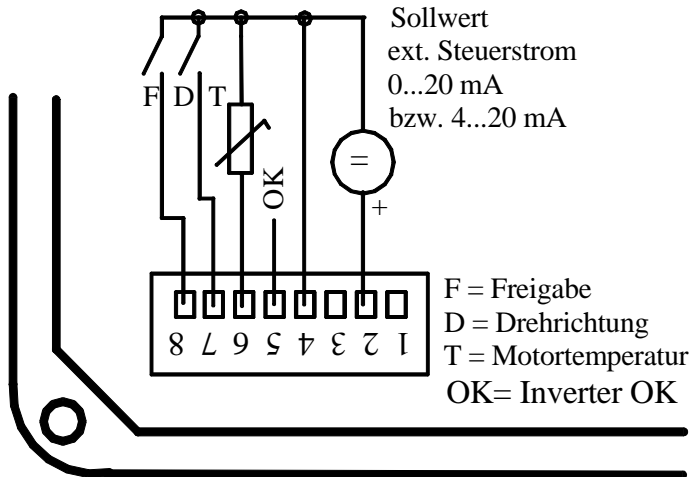 Sollwert
ext. Steuerstrom
0...20 mA
bzw. 4...20 mA
F D T
=
OK
+
8 7 6 5 4 3 2 1
F = Freigabe
D = Drehrichtung
T = Motortemperatur
OK= Inverter OK